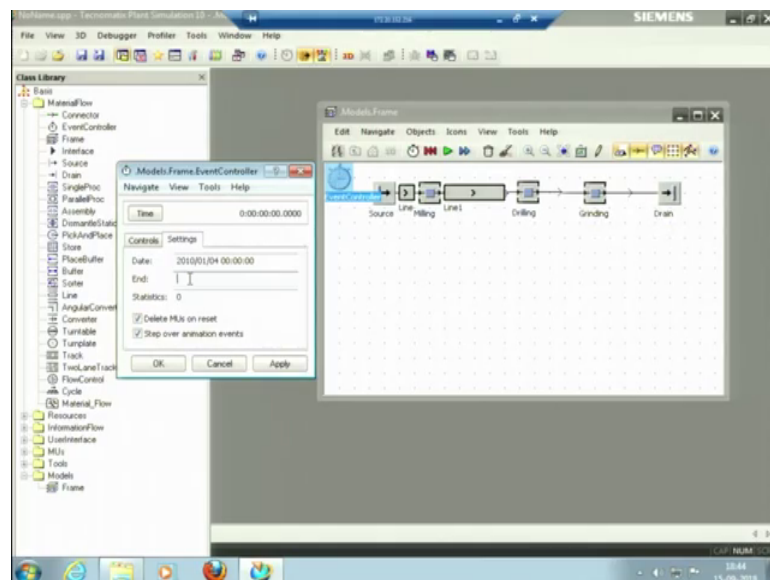 NoName.spp - Tecnomatix Plant Simulation 10 -
SIEMENS
File View 3D Debugger Profiler Tools Window Help
Class Library
Basis
MaterialFlow
Connector
EventController
Frame
Interface
Source
Drain
SingleProc
ParallelProc
Assembly
DismantleStatic
PickAndPlace
Store
PlaceBuffer
Buffer
Sorter
Line
AngularConvert
Converter
Turntable
Turnplate
Track
TwoLaneTrack
FlowControl
Cycle
Material_Flow
Resources
InformationFlow
UserInterface
MUs
Tools
Models
Frame
.Models.Frame.EventController
Navigate View Tools Help
Time 0:00:00:00.0000
Controls Settings
Date: 2010/01/04 00:00:00
End:
Statistics: 0
Delete MUs on reset
Step over animation events
OK Cancel Apply
.Models.Frame
Edit Navigate Objects Icons View Tools Help
EventController
Source Line Milling Line1 Drilling Grinding Drain
CAP NUM
18:44